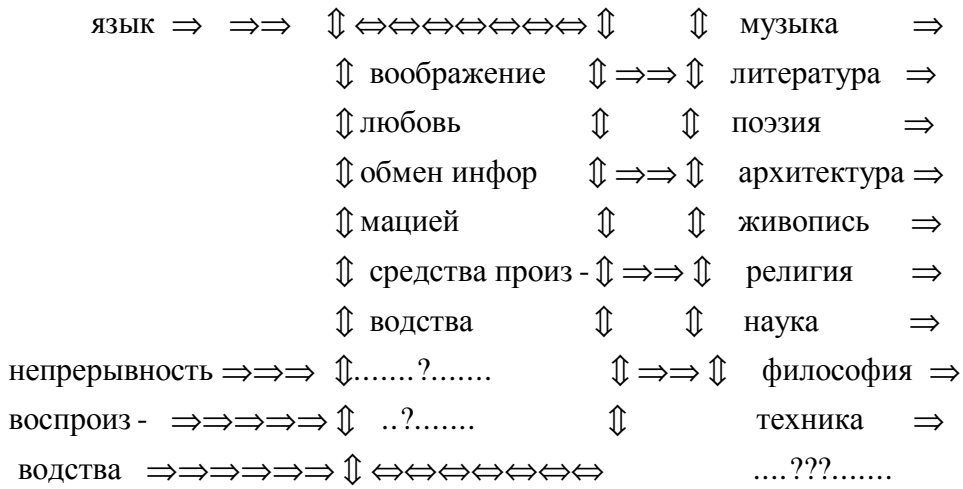 язык ⇒ ⇒⇒ ⇕ ⇔⇔⇔⇔⇔⇔⇔ ⇕ ⇕ музыка ⇒
⇕ воображение ⇕ ⇒⇒ ⇕ литература ⇒
⇕ любовь ⇕ ⇕ поэзия ⇒
⇕ обмен инфор ⇕ ⇒⇒ ⇕ архитектура ⇒
⇕ мацией ⇕ ⇕ живопись ⇒
⇕ средства произ - ⇕ ⇒⇒ ⇕ религия ⇒
⇕ водства ⇕ ⇕ наука ⇒
непрерывность ⇒⇒⇒ ⇕.......?....... ⇕ ⇒⇒ ⇕ философия ⇒
воспроиз - ⇒⇒⇒⇒⇒ ⇕ ..?....... ⇕ техника ⇒
водства ⇒⇒⇒⇒⇒⇒ ⇕ ⇔⇔⇔⇔⇔⇔⇔ ....???.......